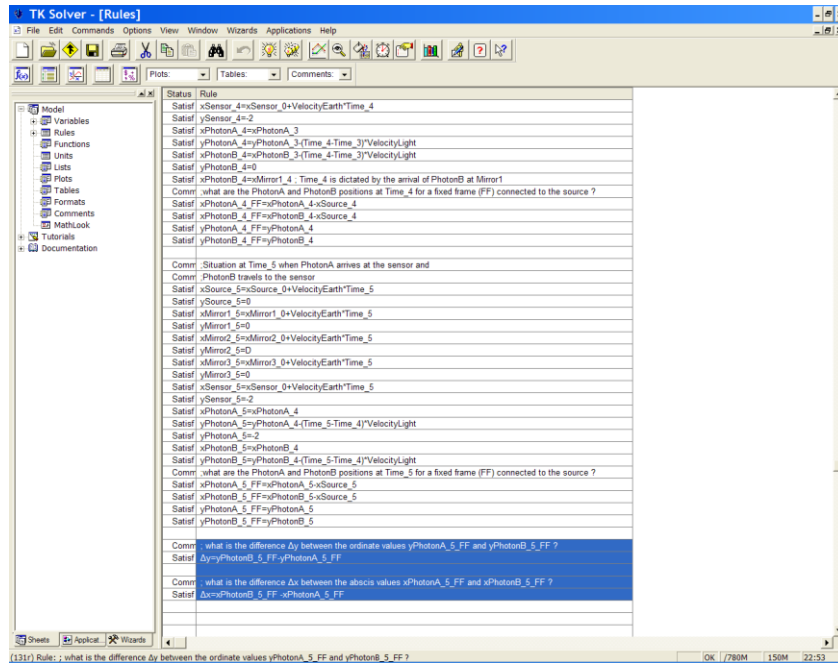 TK Solver - [Rules]
File Edit Commands Options View Window Wizards Applications Help
Plots: Tables: Comments:
Model
Variables
Rules
Functions
Units
Lists
Plots
Tables
Formats
Comments
MathLook
Tutorials
Documentation
Status Rule
Satisf xSensor_4=xSensor_0+VelocityEarth*Time_4
Satisf ySensor_4=-2
Satisf xPhotonA_4=xPhotonA_3
Satisf yPhotonA_4=yPhotonA_3-(Time_4-Time_3)*VelocityLight
Satisf xPhotonB_4=xPhotonB_3-(Time_4-Time_3)*VelocityLight
Satisf yPhotonB_4=0
Satisf xPhotonB_4=xMirror1_4 ; Time_4 is dictated by the arrival of PhotonB at Mirror1
Comm ;what are the PhotonA and PhotonB positions at Time_4 for a fixed frame (FF) connected to the source ?
Satisf xPhotonA_4_FF=xPhotonA_4-xSource_4
Satisf xPhotonB_4_FF=xPhotonB_4-xSource_4
Satisf yPhotonA_4_FF=yPhotonA_4
Satisf yPhotonB_4_FF=yPhotonB_4
Comm ;Situation at Time_5 when PhotonA arrives at the sensor and
Comm ;PhotonB travels to the sensor
Satisf xSource_5=xSource_0+VelocityEarth*Time_5
Satisf ySource_5=0
Satisf xMirror1_5=xMirror1_0+VelocityEarth*Time_5
Satisf yMirror1_5=0
Satisf xMirror2_5=xMirror2_0+VelocityEarth*Time_5
Satisf yMirror2_5=D
Satisf xMirror3_5=xMirror3_0+VelocityEarth*Time_5
Satisf yMirror3_5=0
Satisf xSensor_5=xSensor_0+VelocityEarth*Time_5
Satisf ySensor_5=-2
Satisf xPhotonA_5=xPhotonA_4
Satisf yPhotonA_5=yPhotonA_4-(Time_5-Time_4)*VelocityLight
Satisf yPhotonA_5=-2
Satisf xPhotonB_5=xPhotonB_4
Satisf yPhotonB_5=yPhotonB_4-(Time_5-Time_4)*VelocityLight
Comm ;what are the PhotonA and PhotonB positions at Time_5 for a fixed frame (FF) connected to the source ?
Satisf xPhotonA_5_FF=xPhotonA_5-xSource_5
Satisf xPhotonB_5_FF=xPhotonB_5-xSource_5
Satisf yPhotonA_5_FF=yPhotonA_5
Satisf yPhotonB_5_FF=yPhotonB_5
Comm ; what is the difference Δy between the ordinate values yPhotonA_5_FF and yPhotonB_5_FF ?
Satisf Δy=yPhotonB_5_FF-yPhotonA_5_FF
Comm ; what is the difference Δx between the abscis values xPhotonA_5_FF and xPhotonB_5_FF ?
Satisf Δx=xPhotonB_5_FF -xPhotonA_5_FF
Sheets Applicat... Wizards
(131r) Rule: ; what is the difference Δy between the ordinate values yPhotonA_5_FF and yPhotonB_5_FF ? OK /780M 150M 22:53